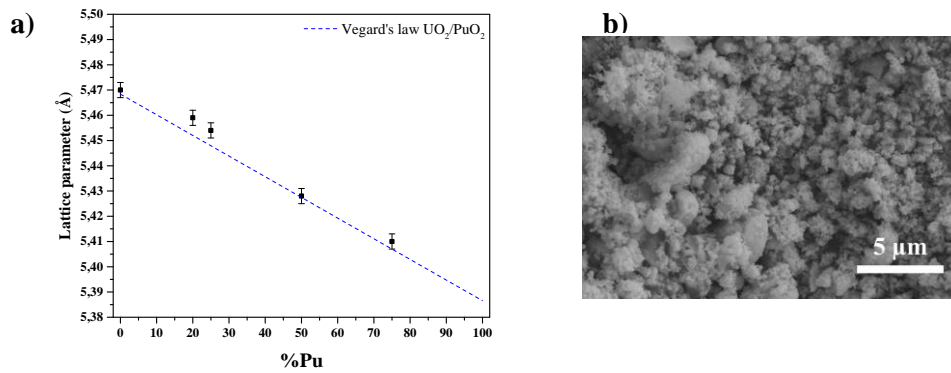 a)
5,50
5,49
5,48
5,47
5,46
5,45
5,44
5,43
5,42
5,41
5,40
5,39
5,38
Lattice parameter (Å)
Vegard's law UO₂/PuO₂
0 10 20 30 40 50 60 70 80 90 100
%Pu
b)
5 µm